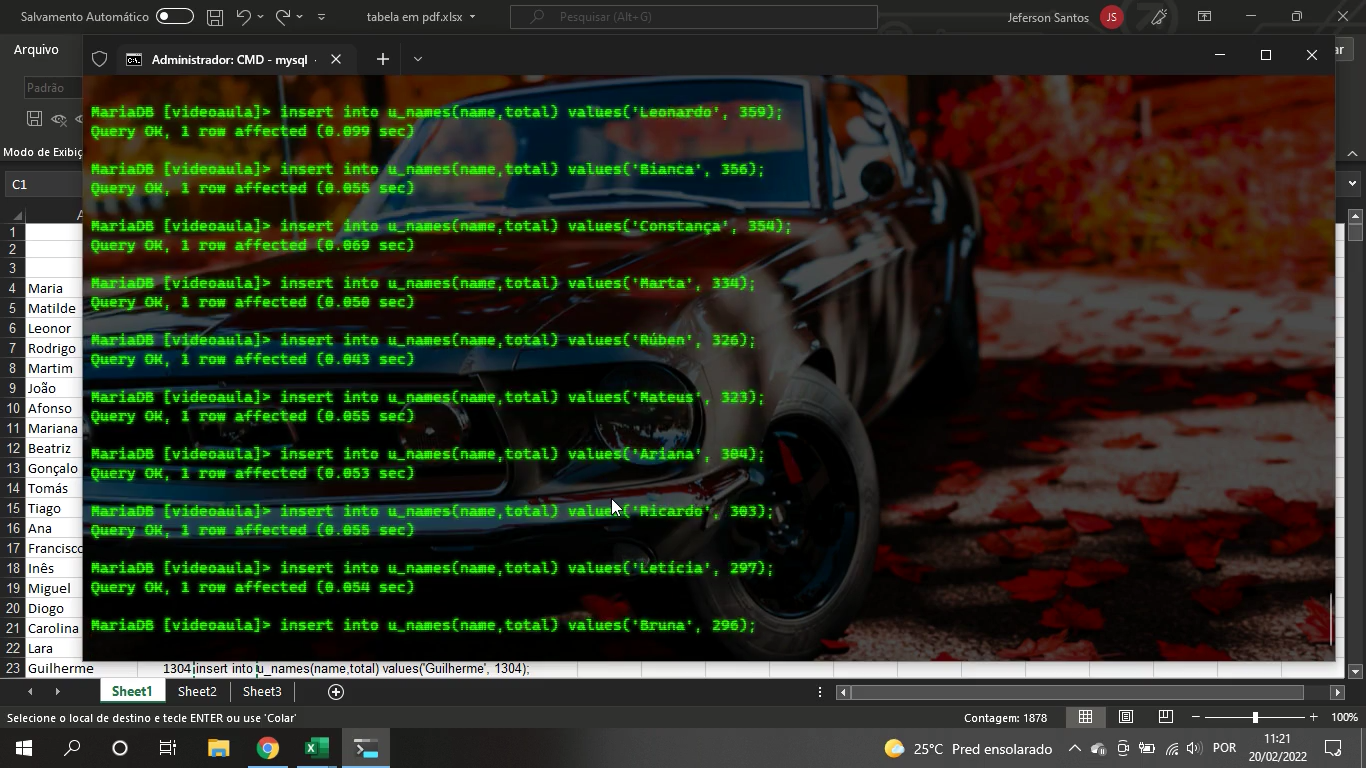 Salvamento Automático
tabela em pdf.xlsx
Pesquisar (Alt+G)
Jeferson Santos
JS
Arquivo
Administrador: CMD - mysql
ar
Padrão
Modo de Exibiç
C1
MariaDB [videoaula]> insert into u_names(name,total) values('Leonardo', 359);
Query OK, 1 row affected (0.099 sec)
MariaDB [videoaula]> insert into u_names(name,total) values('Bianca', 356);
Query OK, 1 row affected (0.055 sec)
MariaDB [videoaula]> insert into u_names(name,total) values('Constança', 354);
Query OK, 1 row affected (0.069 sec)
MariaDB [videoaula]> insert into u_names(name,total) values('Marta', 334);
Query OK, 1 row affected (0.050 sec)
MariaDB [videoaula]> insert into u_names(name,total) values('Rúben', 326);
Query OK, 1 row affected (0.043 sec)
MariaDB [videoaula]> insert into u_names(name,total) values('Mateus', 323);
Query OK, 1 row affected (0.055 sec)
MariaDB [videoaula]> insert into u_names(name,total) values('Ariana', 304);
Query OK, 1 row affected (0.053 sec)
MariaDB [videoaula]> insert into u_names(name,total) values('Ricardo', 303);
Query OK, 1 row affected (0.055 sec)
MariaDB [videoaula]> insert into u_names(name,total) values('Letícia', 297);
Query OK, 1 row affected (0.054 sec)
MariaDB [videoaula]> insert into u_names(name,total) values('Bruna', 296);
A
1
2
3
4 Maria
5 Matilde
6 Leonor
7 Rodrigo
8 Martim
9 João
10 Afonso
11 Mariana
12 Beatriz
13 Gonçalo
14 Tomás
15 Tiago
16 Ana
17 Francisco
18 Inês
19 Miguel
20 Diogo
21 Carolina
22 Lara
23 Guilherme 1304 insert into u_names(name,total) values('Guilherme', 1304);
Sheet1 Sheet2 Sheet3
Selecione o local de destino e tecle ENTER ou use 'Colar'
Contagem: 1878
100%
25°C Pred ensolarado
POR
11:21
20/02/2022